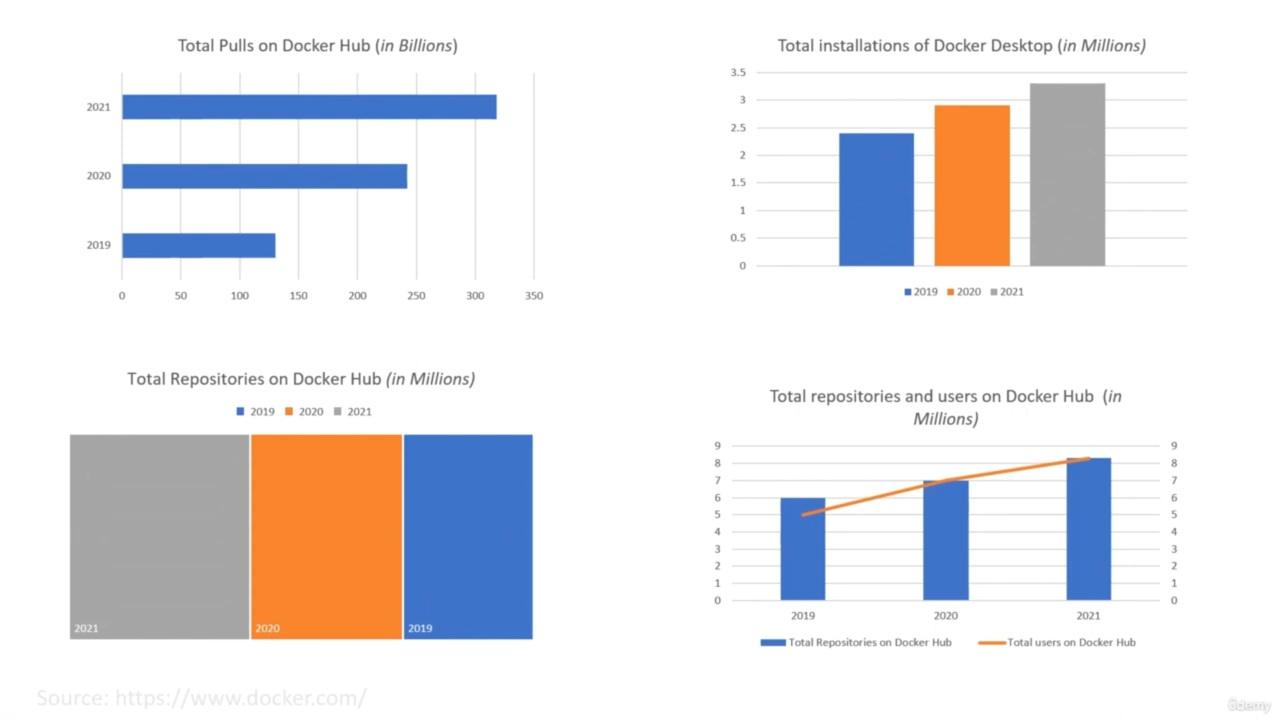 Total Pulls on Docker Hub (in Billions)
2021
2020
2019
0 50 100 150 200 250 300 350
Total installations of Docker Desktop (in Millions)
3.5
3
2.5
2
1.5
1
0.5
0
2019 2020 2021
Total Repositories on Docker Hub (in Millions)
2019 2020 2021
2021 2020 2019
Total repositories and users on Docker Hub (in
Millions)
9 9
8 8
7 7
6 6
5 5
4 4
3 3
2 2
1 1
0 0
2019 2020 2021
Total Repositories on Docker Hub Total users on Docker Hub
Source: https://www.docker.com/
ûdemy